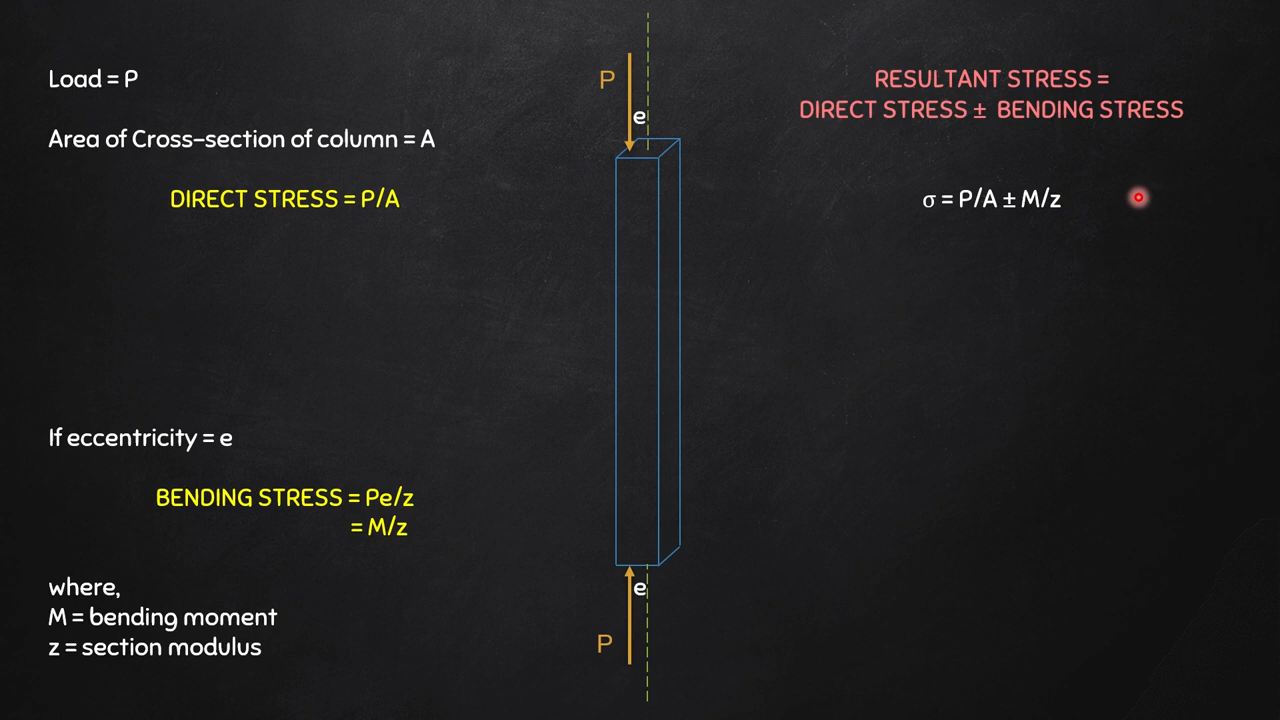 Load = P
Area of Cross-section of column = A
DIRECT STRESS = P/A
If eccentricity = e
BENDING STRESS = Pe/z
= M/z
where,
M = bending moment
z = section modulus
P
e
e
P
RESULTANT STRESS =
DIRECT STRESS ± BENDING STRESS
σ = P/A ± M/z